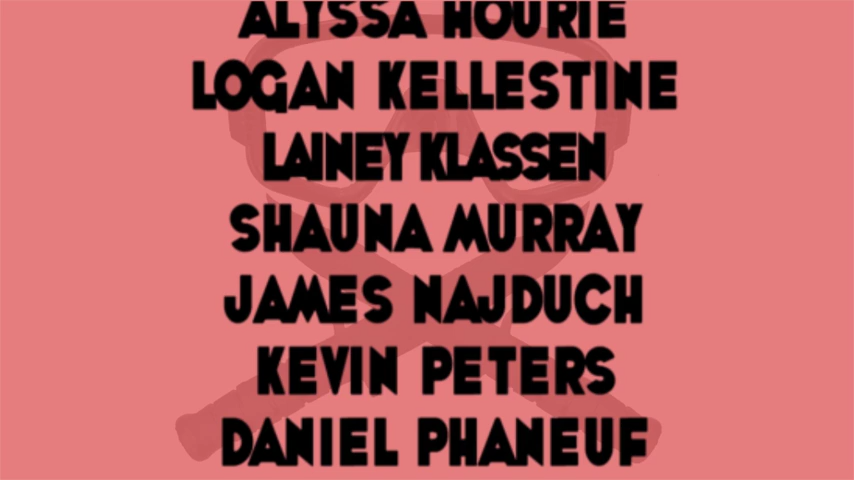 ALYSSA HOURIE
LOGAN KELLESTINE
LAINEY KLASSEN
SHAUNA MURRAY
JAMES NAJDUCH
KEVIN PETERS
DANIEL PHANEUF